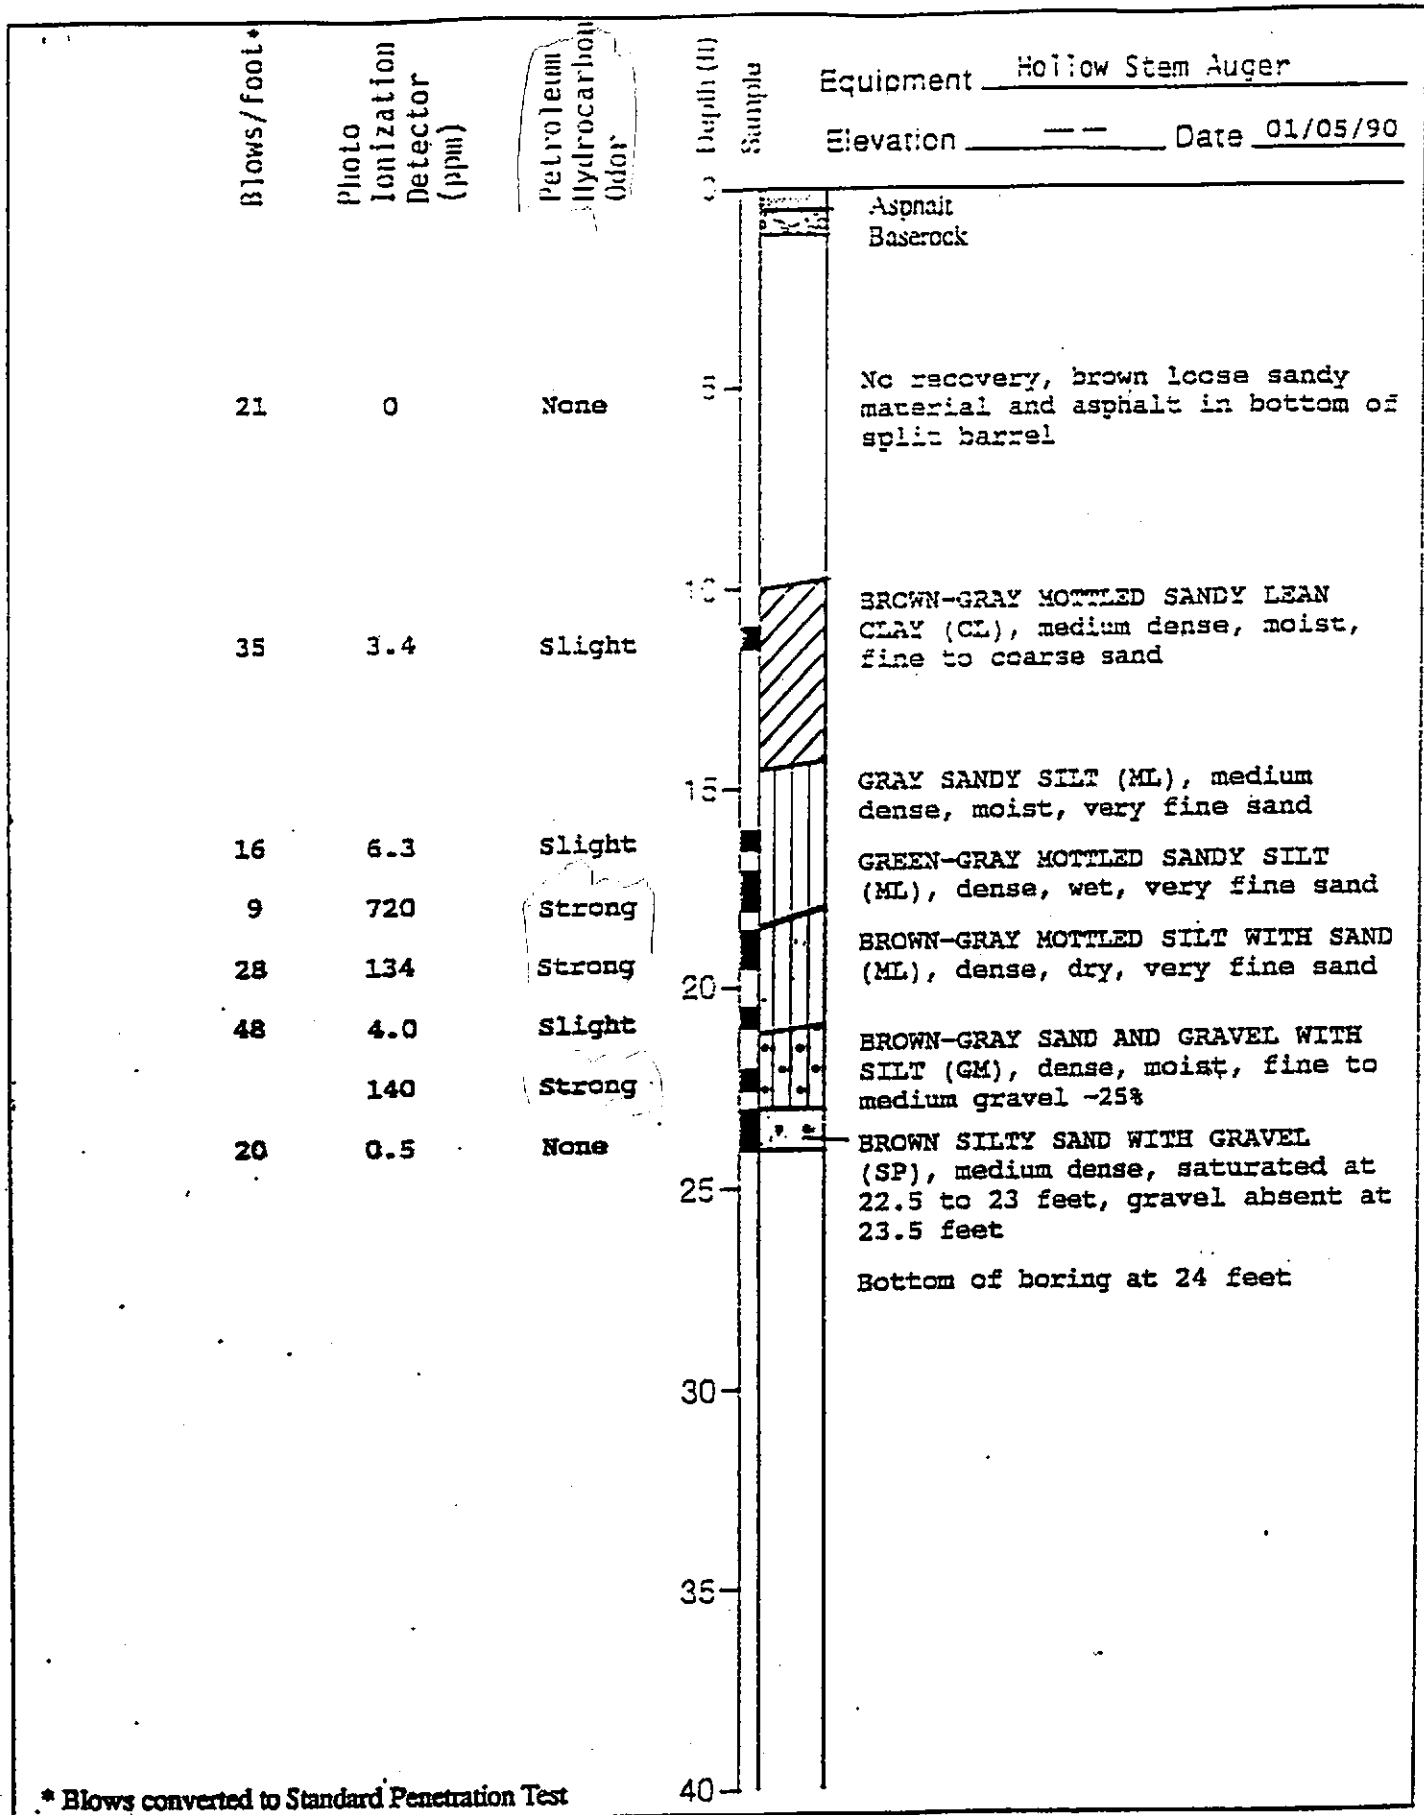 Blows/foot*
Photo
Ionization
Detector
(ppm)
Petroleum
Hydrocarbon
Odor
Depth (ft)
Sample
Equipment Hollow Stem Auger
Elevation -- Date 01/05/90
0
Asphalt
Baserock
5
21 0 None
No recovery, brown loose sandy
material and asphalt in bottom of
split barrel
10
35 3.4 Slight
BROWN-GRAY MOTTLED SANDY LEAN
CLAY (CL), medium dense, moist,
fine to coarse sand
15
GRAY SANDY SILT (ML), medium
dense, moist, very fine sand
16 6.3 Slight
GREEN-GRAY MOTTLED SANDY SILT
(ML), dense, wet, very fine sand
9 720 Strong
BROWN-GRAY MOTTLED SILT WITH SAND
(ML), dense, dry, very fine sand
28 134 Strong
20
48 4.0 Slight
BROWN-GRAY SAND AND GRAVEL WITH
SILT (GM), dense, moist, fine to
medium gravel ~25%
140 Strong
20 0.5 None
BROWN SILTY SAND WITH GRAVEL
(SP), medium dense, saturated at
22.5 to 23 feet, gravel absent at
23.5 feet
25
Bottom of boring at 24 feet
30
35
40
* Blows converted to Standard Penetration Test